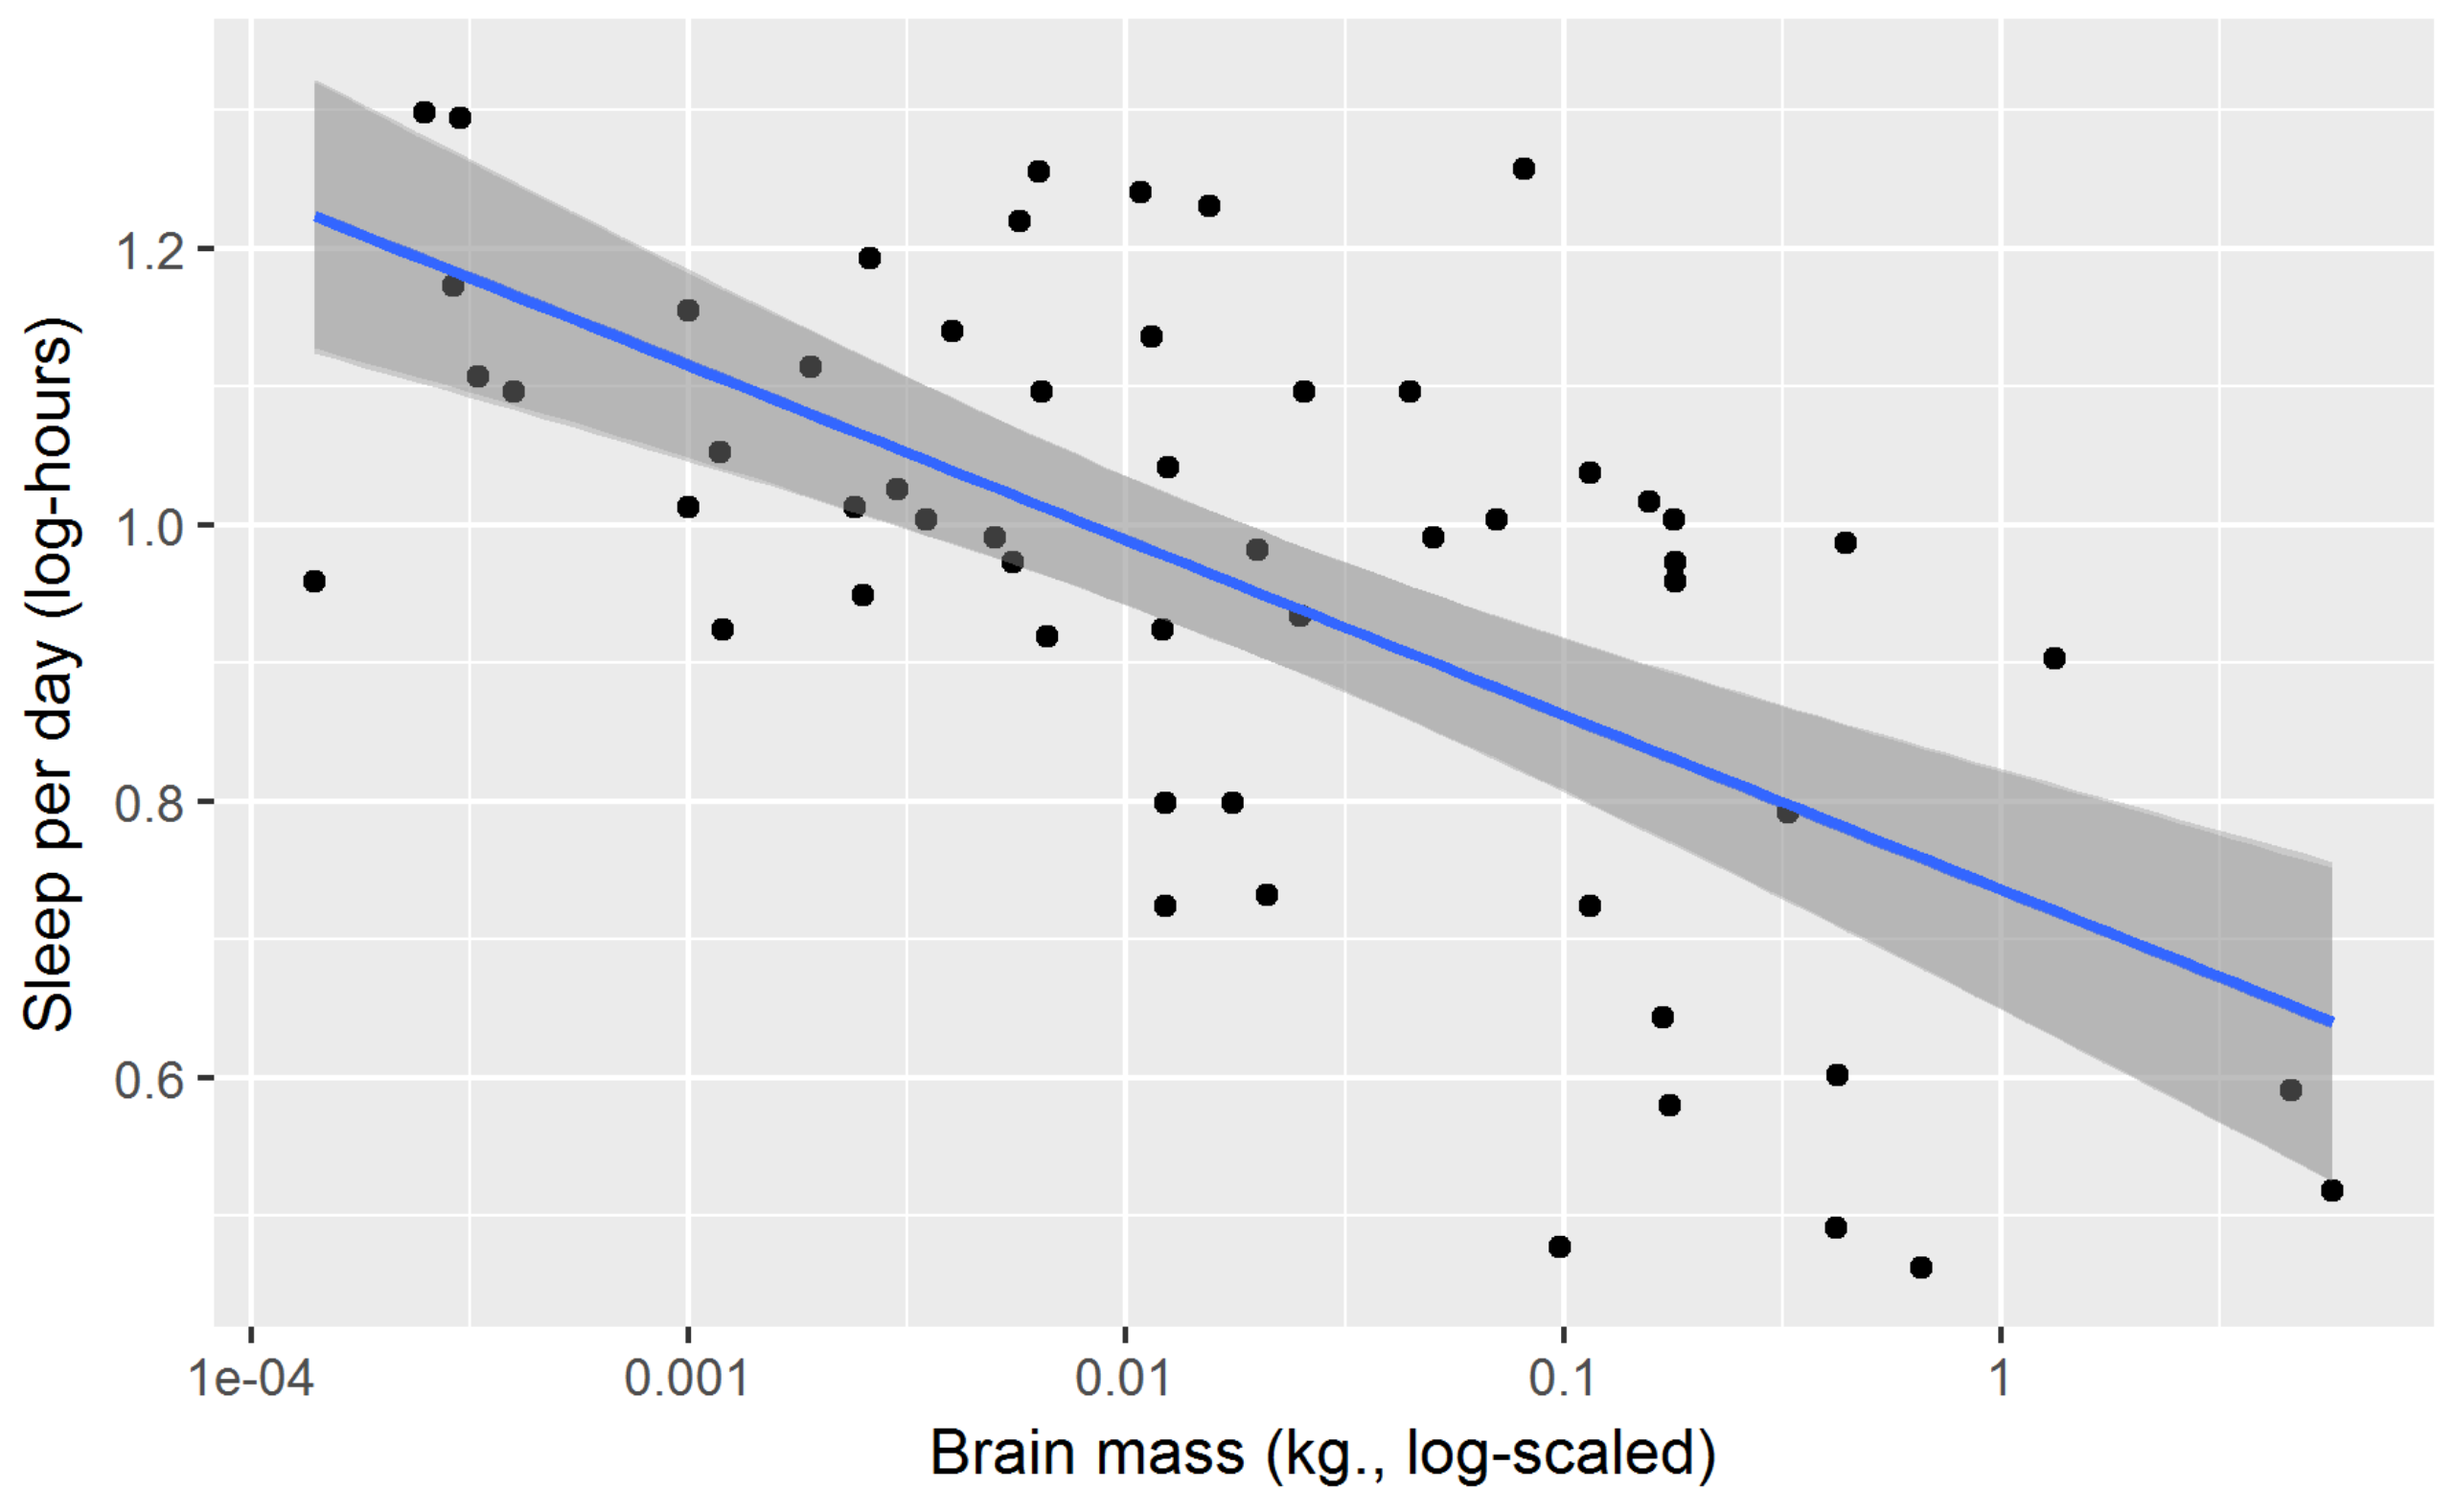 Sleep per day (log-hours)
1.2
1.0
0.8
0.6
1e-04 0.001 0.01 0.1 1
Brain mass (kg., log-scaled)